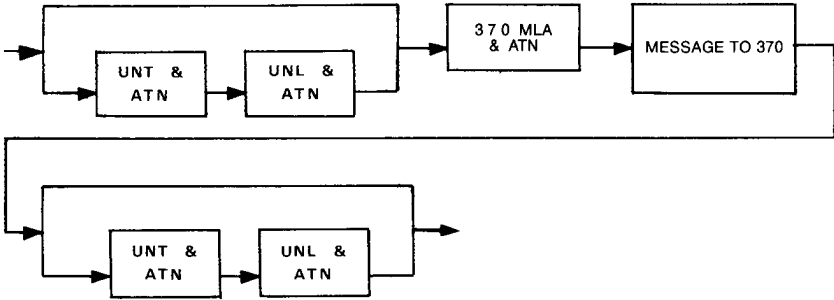 370 MLA
& ATN
MESSAGE TO 370
UNT &
ATN
UNL &
ATN
UNT &
ATN
UNL &
ATN